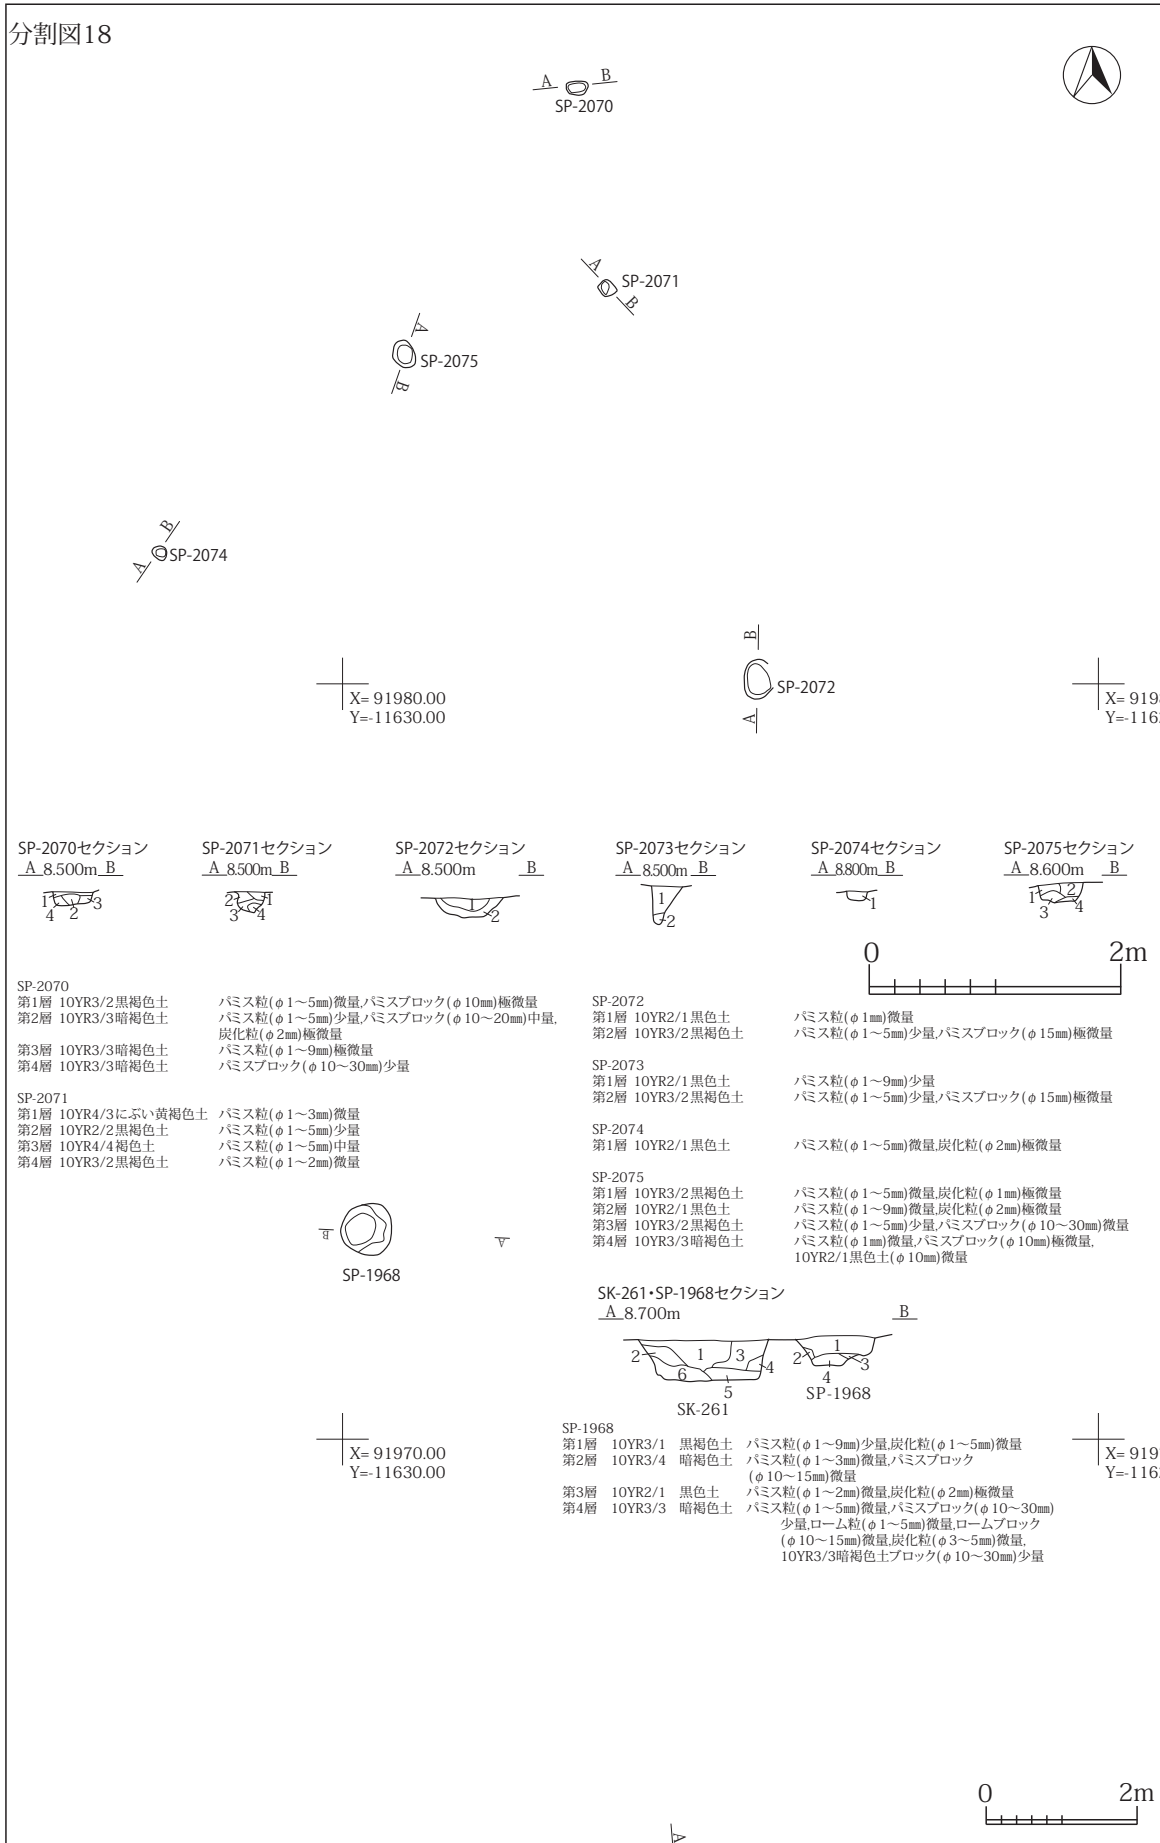 分割図18
A B
SP-2070
A
SP-2071
B
A
SP-2075
B
B
SP-2074
A
B
SP-2072
A
X= 91980.00
Y=-11630.00
X= 919
Y=-116
SP-2070セクション
A 8.500m B
1 4 2 3
SP-2071セクション
A 8.500m B
2 1 3 4
SP-2072セクション
A 8.500m B
1 2
SP-2073セクション
A 8.500m B
1
2
SP-2074セクション
A 8.800m B
1
SP-2075セクション
A 8.600m B
1 2 3 4
0 2m
SP-2070
第1層 10YR3/2黒褐色土 パミス粒(φ1～5㎜)微量,パミスブロック(φ10㎜)極微量
第2層 10YR3/3暗褐色土 パミス粒(φ1～5㎜)少量,パミスブロック(φ10～20㎜)中量,
炭化粒(φ2㎜)極微量
第3層 10YR3/3暗褐色土 パミス粒(φ1～9㎜)極微量
第4層 10YR3/3暗褐色土 パミスブロック(φ10～30㎜)少量
SP-2071
第1層 10YR4/3にぶい黄褐色土 パミス粒(φ1～3㎜)微量
第2層 10YR2/2黒褐色土 パミス粒(φ1～5㎜)少量
第3層 10YR4/4褐色土 パミス粒(φ1～5㎜)中量
第4層 10YR3/2黒褐色土 パミス粒(φ1～2㎜)微量
SP-2072
第1層 10YR2/1黒色土 パミス粒(φ1㎜)微量
第2層 10YR3/2黒褐色土 パミス粒(φ1～5㎜)少量,パミスブロック(φ15㎜)極微量
SP-2073
第1層 10YR2/1黒色土 パミス粒(φ1～9㎜)少量
第2層 10YR3/2黒褐色土 パミス粒(φ1～5㎜)少量,パミスブロック(φ15㎜)極微量
SP-2074
第1層 10YR2/1黒色土 パミス粒(φ1～5㎜)微量,炭化粒(φ2㎜)極微量
SP-2075
第1層 10YR3/2黒褐色土 パミス粒(φ1～5㎜)微量,炭化粒(φ1㎜)極微量
第2層 10YR2/1黒色土 パミス粒(φ1～9㎜)微量,炭化粒(φ2㎜)極微量
第3層 10YR3/2黒褐色土 パミス粒(φ1～5㎜)少量,パミスブロック(φ10～30㎜)微量
第4層 10YR3/3暗褐色土 パミス粒(φ1㎜)微量,パミスブロック(φ10㎜)極微量,
10YR2/1黒色土(φ10㎜)微量
B A
SP-1968
SK-261・SP-1968セクション
A 8.700m B
2 1 3 4 6 5
SK-261
2 1 3 4
SP-1968
X= 91970.00
Y=-11630.00
X= 919
Y=-116
SP-1968
第1層 10YR3/1 黒褐色土 パミス粒(φ1～9㎜)少量,炭化粒(φ1～5㎜)微量
第2層 10YR3/4 暗褐色土 パミス粒(φ1～3㎜)微量,パミスブロック
(φ10～15㎜)微量
第3層 10YR2/1 黒色土 パミス粒(φ1～2㎜)微量,炭化粒(φ2㎜)極微量
第4層 10YR3/3 暗褐色土 パミス粒(φ1～5㎜)微量,パミスブロック(φ10～30㎜)
少量,ローム粒(φ1～5㎜)微量,ロームブロック
(φ10～15㎜)微量,炭化粒(φ3～5㎜)微量,
10YR3/3暗褐色土ブロック(φ10～30㎜)少量
0 2m
A